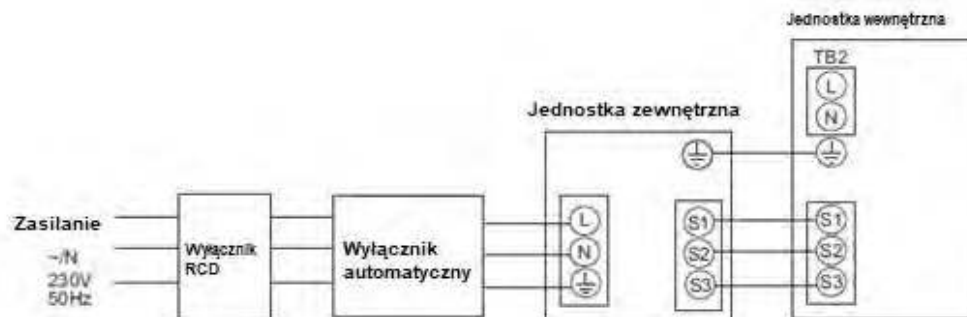 Jednostka wewnętrzna
TB2
L
N
Jednostka zewnętrzna
L
N
S1
S2
S3
S1
S2
S3
Zasilanie
~/N
230V
50Hz
Wyłącznik
RCD
Wyłącznik
automatyczny